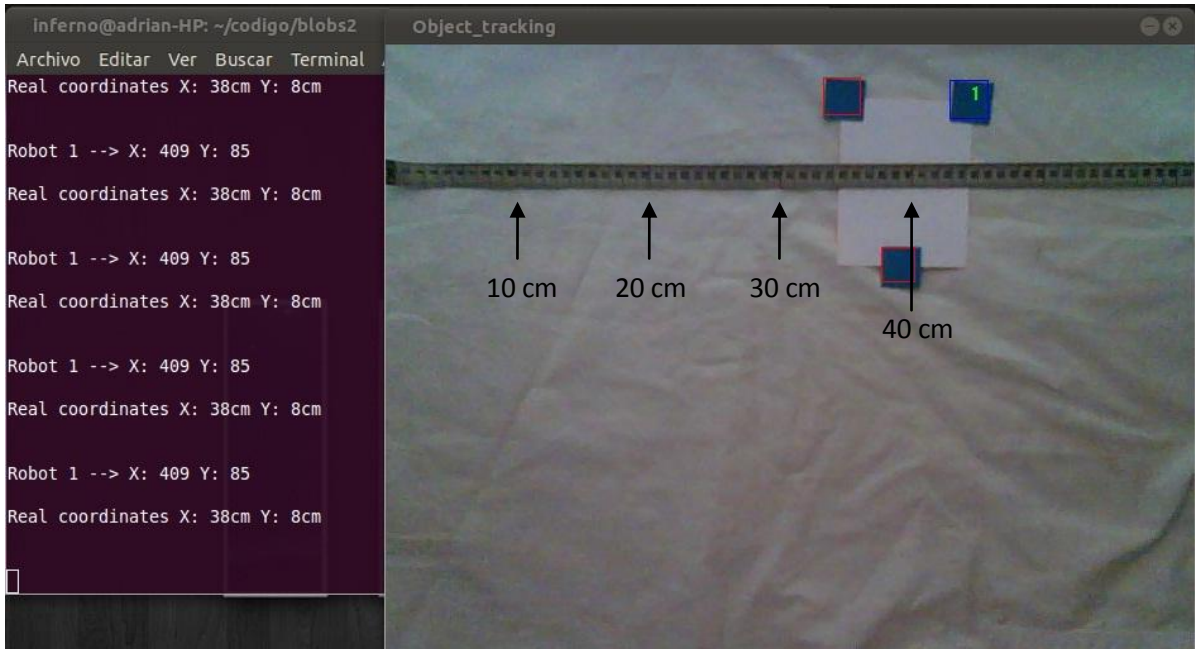 inferno@adrian-HP: ~/codigo/blobs2
Archivo Editar Ver Buscar Terminal
Real coordinates X: 38cm Y: 8cm
Robot 1 --> X: 409 Y: 85
Real coordinates X: 38cm Y: 8cm
Robot 1 --> X: 409 Y: 85
Real coordinates X: 38cm Y: 8cm
Robot 1 --> X: 409 Y: 85
Real coordinates X: 38cm Y: 8cm
Robot 1 --> X: 409 Y: 85
Real coordinates X: 38cm Y: 8cm
Object_tracking
1
10 cm
20 cm
30 cm
40 cm